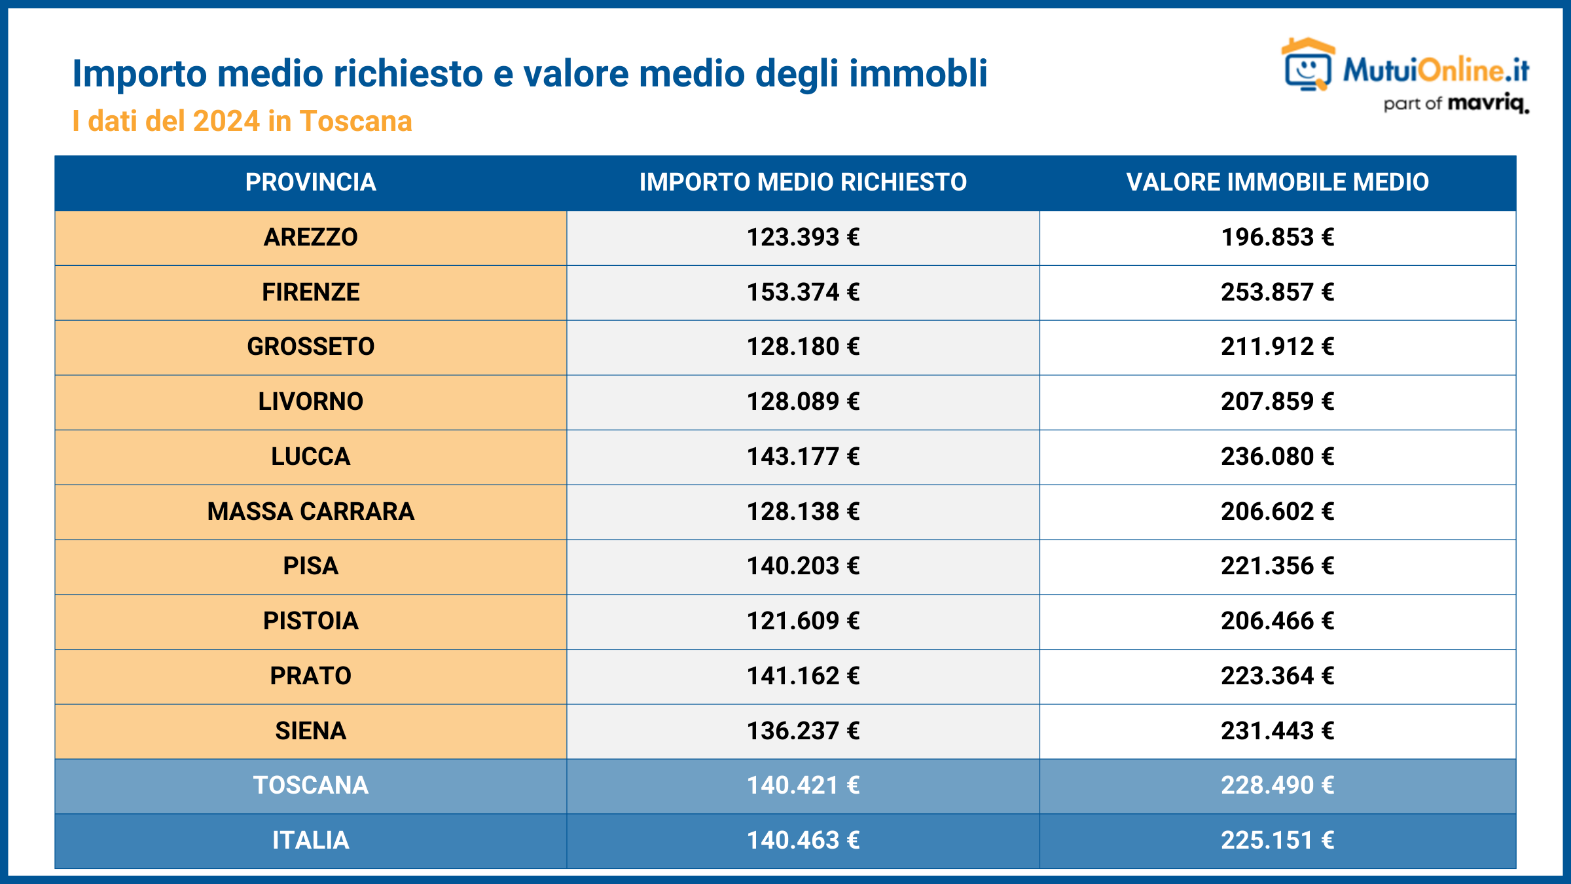 Importo medio richiesto e valore medio degli immobli
I dati del 2024 in Toscana
MutuiOnline.it
part of mavriq.
PROVINCIA IMPORTO MEDIO RICHIESTO VALORE IMMOBILE MEDIO
AREZZO 123.393 € 196.853 €
FIRENZE 153.374 € 253.857 €
GROSSETO 128.180 € 211.912 €
LIVORNO 128.089 € 207.859 €
LUCCA 143.177 € 236.080 €
MASSA CARRARA 128.138 € 206.602 €
PISA 140.203 € 221.356 €
PISTOIA 121.609 € 206.466 €
PRATO 141.162 € 223.364 €
SIENA 136.237 € 231.443 €
TOSCANA 140.421 € 228.490 €
ITALIA 140.463 € 225.151 €